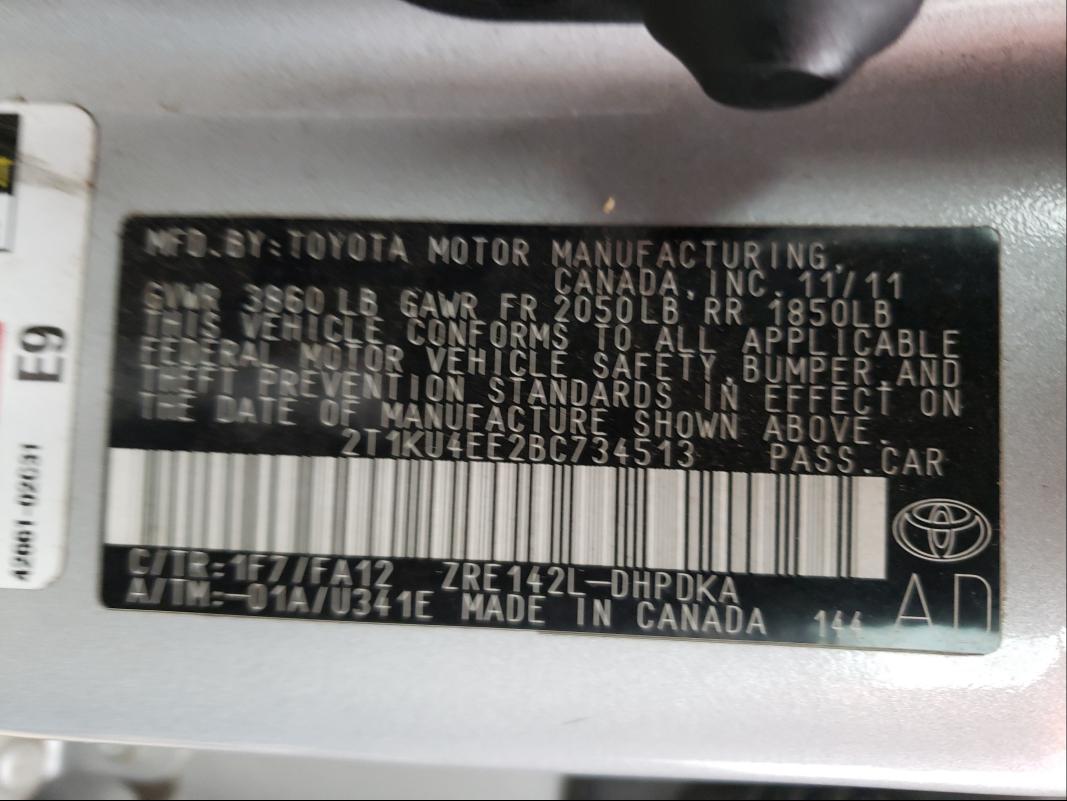 MFD.BY:TOYOTA MOTOR MANUFACTURING,
CANADA, INC. 11/11
GVWR 3860 LB GAWR FR 2050LB RR 1850LB
THIS VEHICLE CONFORMS TO ALL APPLICABLE
FEDERAL MOTOR VEHICLE SAFETY,BUMPER,AND
THEFT PREVENTION STANDARDS IN EFFECT ON
THE DATE OF MANUFACTURE SHOWN ABOVE.
2T1KU4EE2BC734513 PASS.CAR
C/TR:1F7/FA12 ZRE142L-DHPDKA
A/TM:-01A/U341E MADE IN CANADA 144
AD
E9
42661-02031